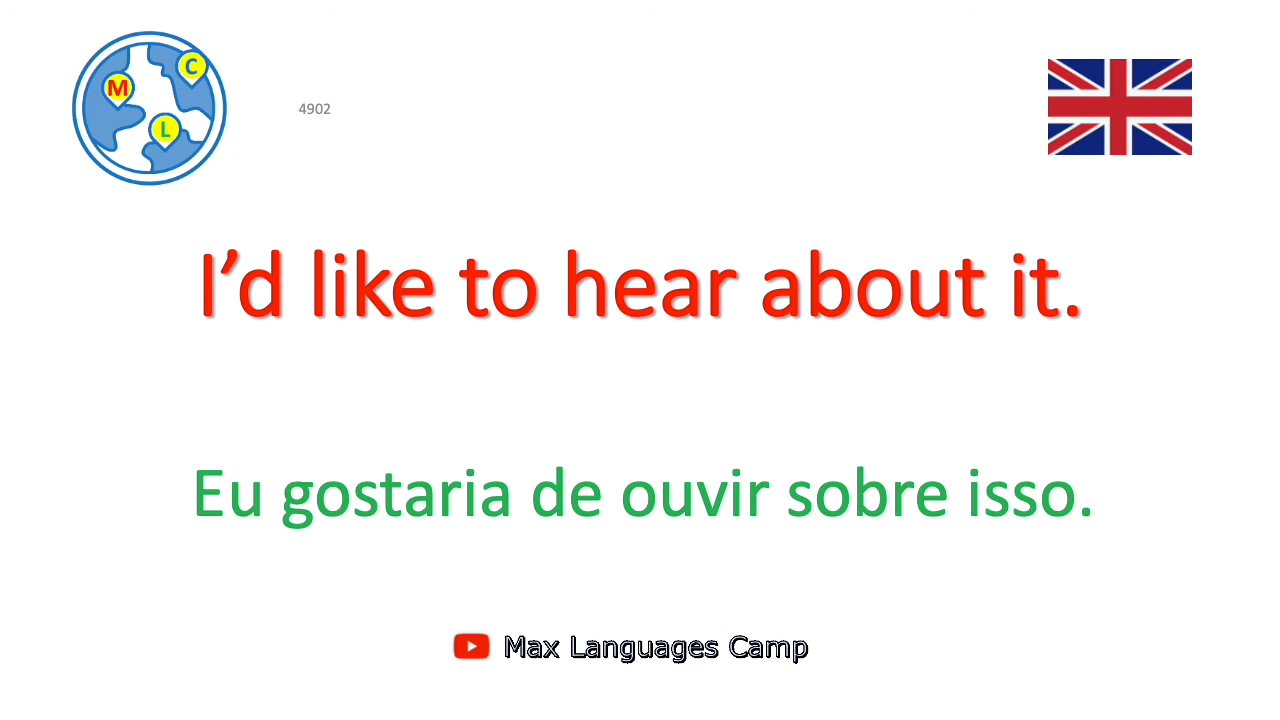 C
M
L
4902
I’d like to hear about it.
Eu gostaria de ouvir sobre isso.
Max Languages Camp